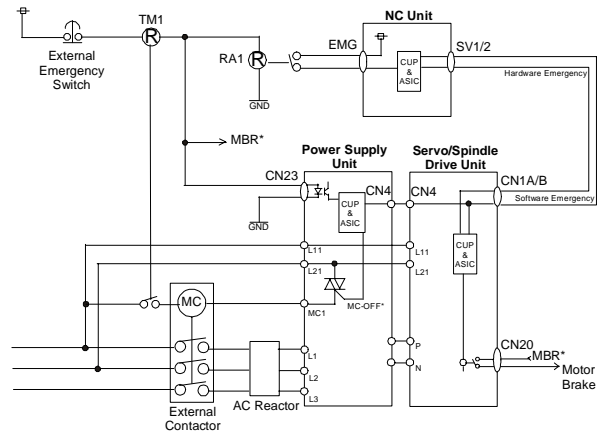 NC Unit
TM1
R
EMG
SV1/2
External
Emergency
Switch
RA1
R
CUP
&
ASIC
Hardware Emergency
GND
MBR*
Power Supply
Unit
Servo/Spindle
Drive Unit
CN23
CN4
CN4
CN1A/B
Software Emergency
CUP
&
ASIC
GND
CUP
&
ASIC
L11
L11
L21
L21
MC
MC1
MC-OFF*
CN20
P
MBR*
L1
N
Motor
Brake
L2
L3
External
Contactor
AC Reactor